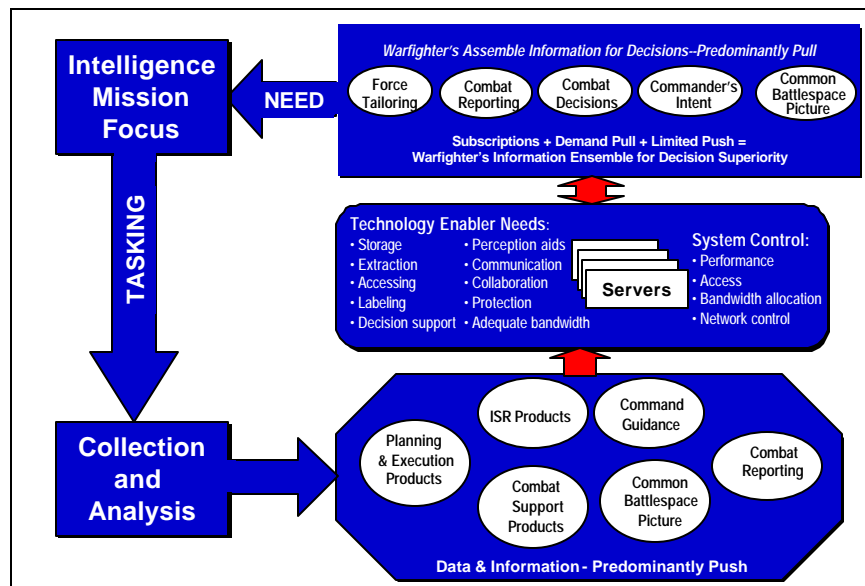 Intelligence
Mission
Focus
NEED
Warfighter's Assemble Information for Decisions--Predominantly Pull
Force
Tailoring
Combat
Reporting
Combat
Decisions
Commander's
Intent
Common
Battlespace
Picture
Subscriptions + Demand Pull + Limited Push =
Warfighter's Information Ensemble for Decision Superiority
TASKING
Technology Enabler Needs:
• Storage
• Extraction
• Accessing
• Labeling
• Decision support
• Perception aids
• Communication
• Collaboration
• Protection
• Adequate bandwidth
Servers
System Control:
• Performance
• Access
• Bandwidth allocation
• Network control
Collection
and
Analysis
Planning
& Execution
Products
ISR Products
Command
Guidance
Combat
Support
Products
Common
Battlespace
Picture
Combat
Reporting
Data & Information - Predominantly Push